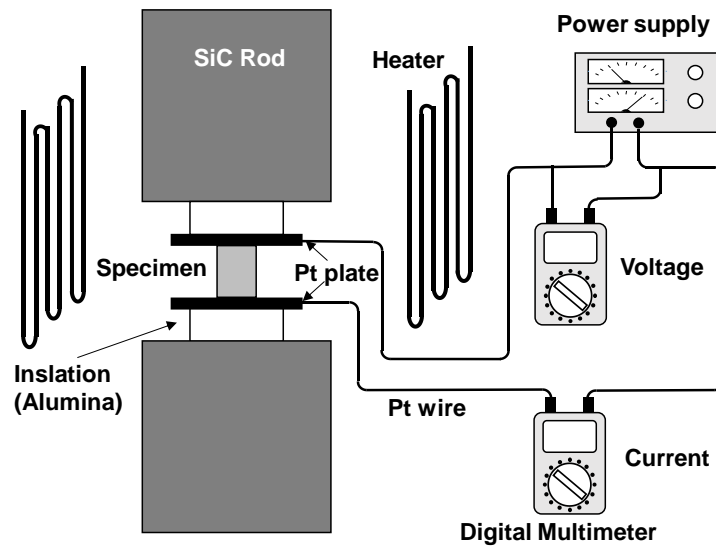 Power supply
SiC Rod
Heater
Specimen
Pt plate
Voltage
Inslation
(Alumina)
Pt wire
Current
Digital Multimeter